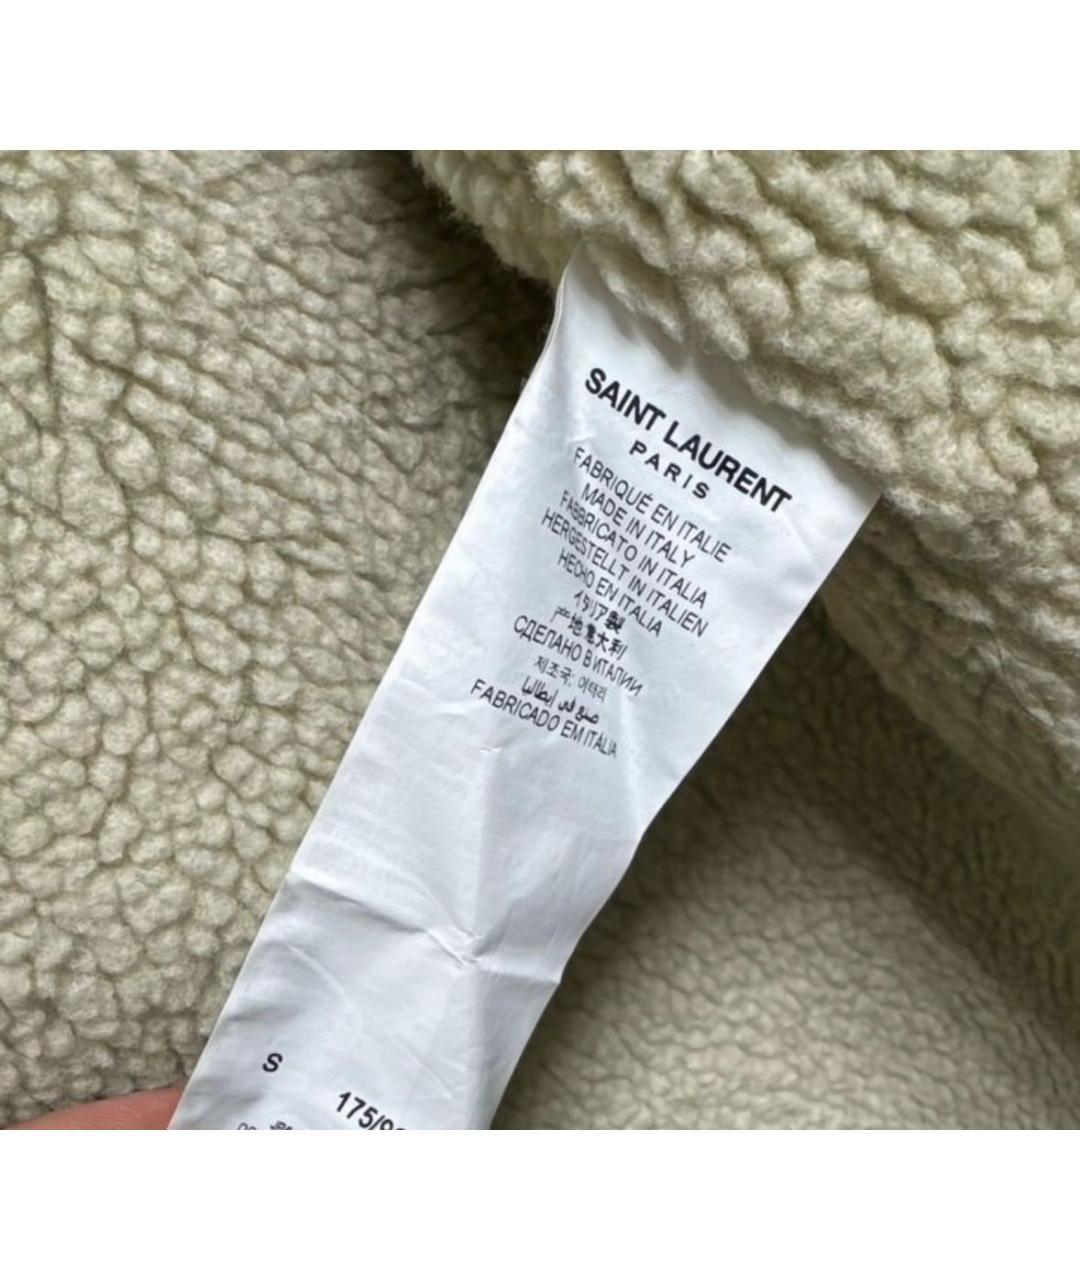 SAINT LAURENT
PARIS
FABRIQUÉ EN ITALIE
MADE IN ITALY
FABBRICATO IN ITALIA
HERGESTELLT IN ITALIEN
HECHO EN ITALIA
イタリア製
产地意大利
СДЕЛАНО В ИТАЛИИ
제조국: 이태리
صنع في إيطاليا
FABRICADO EM ITÁLIA
S